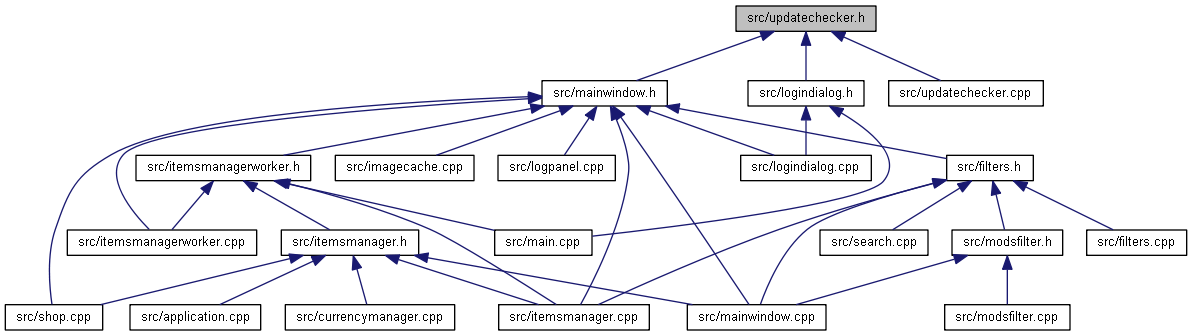 src/updatechecker.h
src/mainwindow.h
src/logindialog.h
src/updatechecker.cpp
src/itemsmanagerworker.h
src/imagecache.cpp
src/logpanel.cpp
src/logindialog.cpp
src/filters.h
src/itemsmanagerworker.cpp
src/itemsmanager.h
src/main.cpp
src/search.cpp
src/modsfilter.h
src/filters.cpp
src/shop.cpp
src/application.cpp
src/currencymanager.cpp
src/itemsmanager.cpp
src/mainwindow.cpp
src/modsfilter.cpp